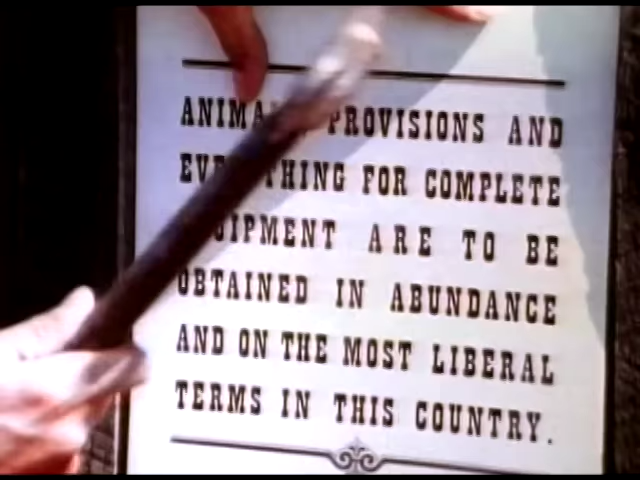 PROVISIONS AND
FOR COMPLETE
ARE TO BE
OBTAINED IN ABUNDANCE
AND ON THE MOST LIBERAL
TERMS IN THIS COUNTRY.